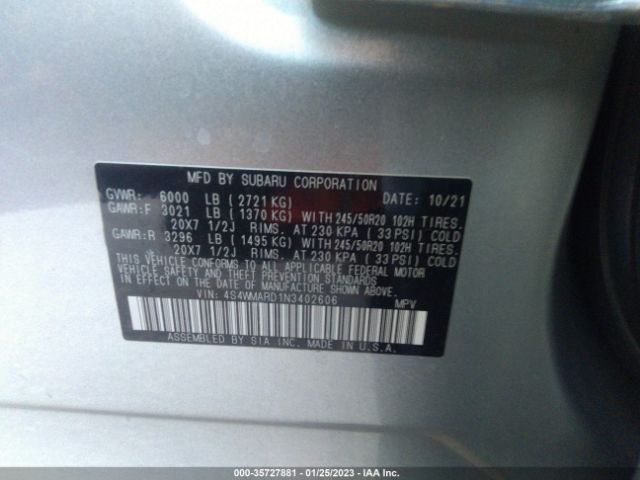 MFD BY SUBARU CORPORATION
GVWR: 6000 LB ( 2721 KG) DATE: 10/21
GAWR:F 3021 LB ( 1370 KG) WITH 245/50R20 102H TIRES.
20X7 1/2J RIMS. AT 230 KPA ( 33 PSI) COLD
GAWR:R 3296 LB ( 1495 KG) WITH 245/50R20 102H TIRES.
20X7 1/2J RIMS. AT 230 KPA ( 33 PSI) COLD
THIS VEHICLE CONFORMS TO ALL APPLICABLE FEDERAL MOTOR
VEHICLE SAFETY AND THEFT PREVENTION STANDARDS
IN EFFECT ON THE DATE OF MANUFACTURE SHOWN ABOVE.
VIN: 4S4WMARD1N3402606 MPV
ASSEMBLED BY SIA INC. MADE IN U.S.A.
000-35727881 - 01/25/2023 - IAA Inc.